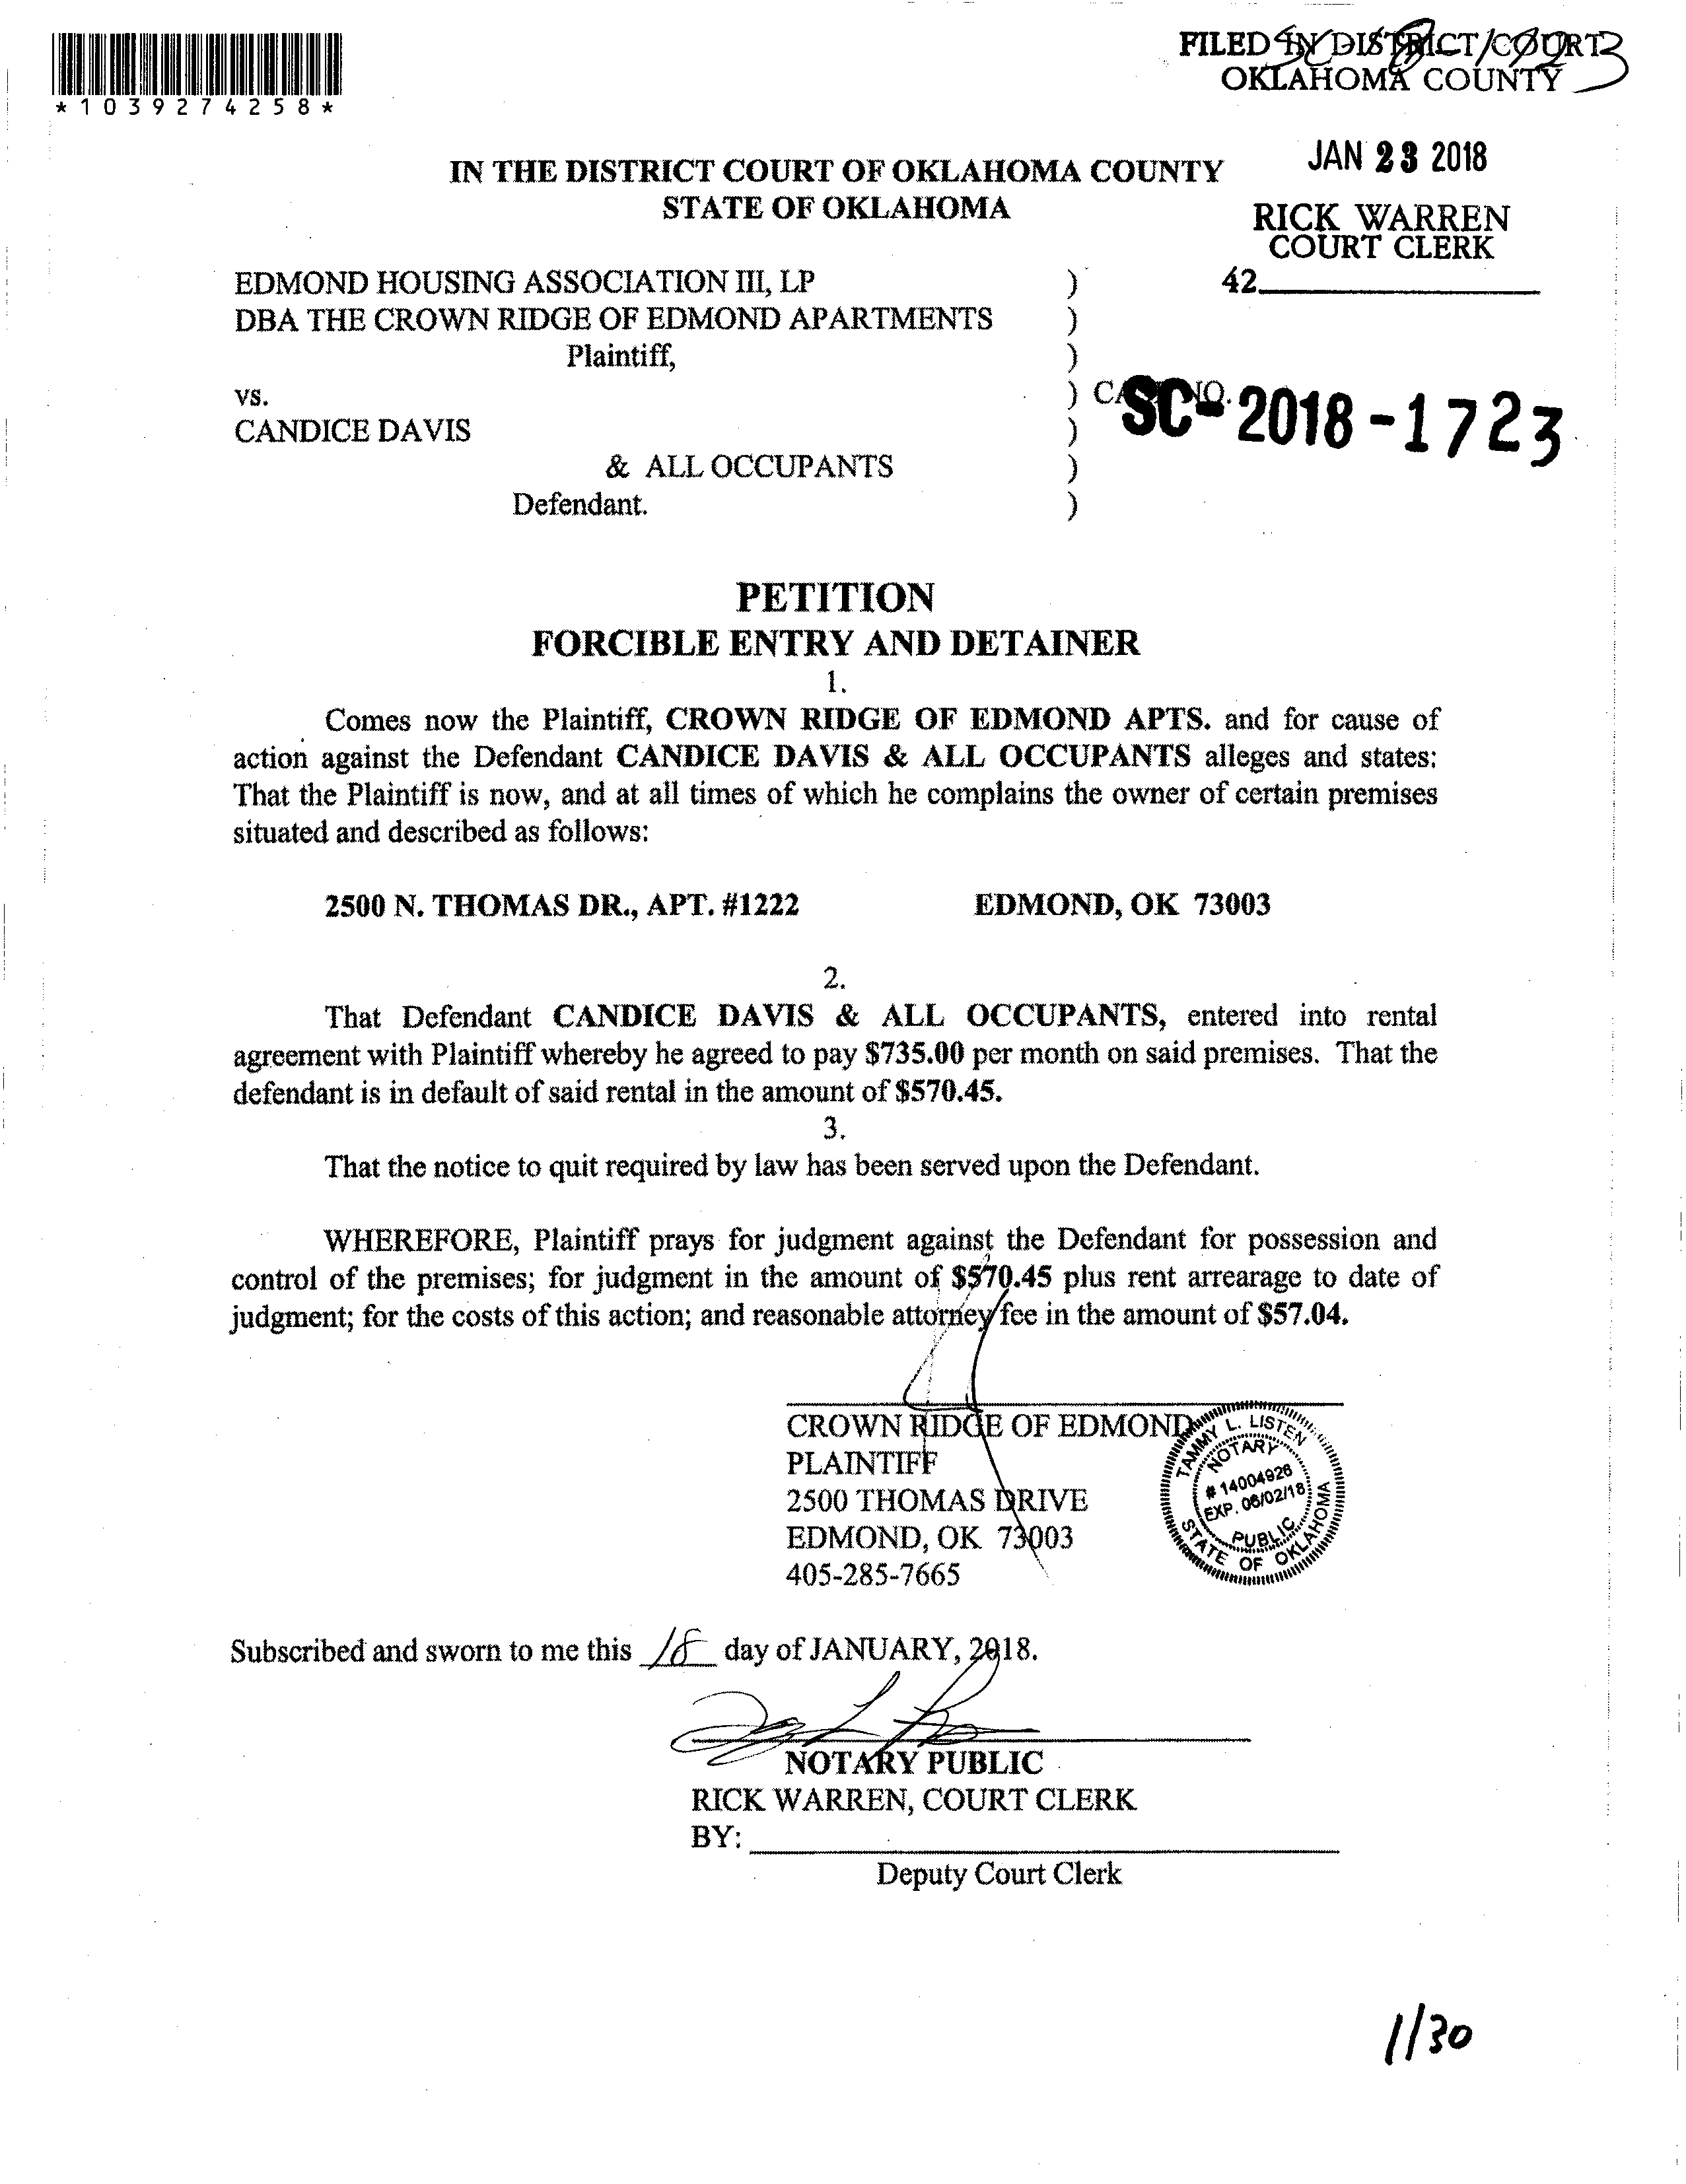 *1039274258*
FILED IN DISTRICT COURT
OKLAHOMA COUNTY
JAN 23 2018
RICK WARREN
COURT CLERK
42
IN THE DISTRICT COURT OF OKLAHOMA COUNTY
STATE OF OKLAHOMA
EDMOND HOUSING ASSOCIATION III, LP )
DBA THE CROWN RIDGE OF EDMOND APARTMENTS )
Plaintiff, )
vs. ) CASE NO. SC-2018-1723
CANDICE DAVIS )
& ALL OCCUPANTS )
Defendant. )
PETITION
FORCIBLE ENTRY AND DETAINER
1.
Comes now the Plaintiff, CROWN RIDGE OF EDMOND APTS. and for cause of
action against the Defendant CANDICE DAVIS & ALL OCCUPANTS alleges and states:
That the Plaintiff is now, and at all times of which he complains the owner of certain premises
situated and described as follows:
2500 N. THOMAS DR., APT. #1222 EDMOND, OK 73003
2.
That Defendant CANDICE DAVIS & ALL OCCUPANTS, entered into rental
agreement with Plaintiff whereby he agreed to pay $735.00 per month on said premises. That the
defendant is in default of said rental in the amount of $570.45.
3.
That the notice to quit required by law has been served upon the Defendant.
WHEREFORE, Plaintiff prays for judgment against the Defendant for possession and
control of the premises; for judgment in the amount of $570.45 plus rent arrearage to date of
judgment; for the costs of this action; and reasonable attorney fee in the amount of $57.04.
CROWN RIDGE OF EDMOND
PLAINTIFF
2500 THOMAS DRIVE
EDMOND, OK 73003
405-285-7665
TAMMY L. LISTEN
NOTARY
# 14004926
EXP. 06/02/18
PUBLIC
STATE OF OKLAHOMA
Subscribed and sworn to me this 18 day of JANUARY, 2018.
NOTARY PUBLIC
RICK WARREN, COURT CLERK
BY:
Deputy Court Clerk
1/30